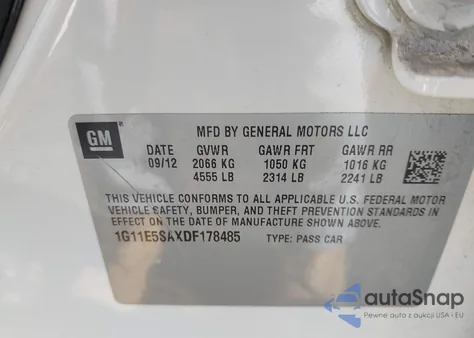 GM
MFD BY GENERAL MOTORS LLC
DATE GVWR GAWR FRT GAWR RR
09/12 2066 KG 1050 KG 1016 KG
4555 LB 2314 LB 2241 LB
THIS VEHICLE CONFORMS TO ALL APPLICABLE U.S. FEDERAL MOTOR
VEHICLE SAFETY, BUMPER, AND THEFT PREVENTION STANDARDS
IN EFFECT ON THE DATE OF MANUFACTURE SHOWN ABOVE.
1G11E5SAXDF178485 TYPE: PASS CAR
autoSnap
Pewne auto z aukcji USA - EU